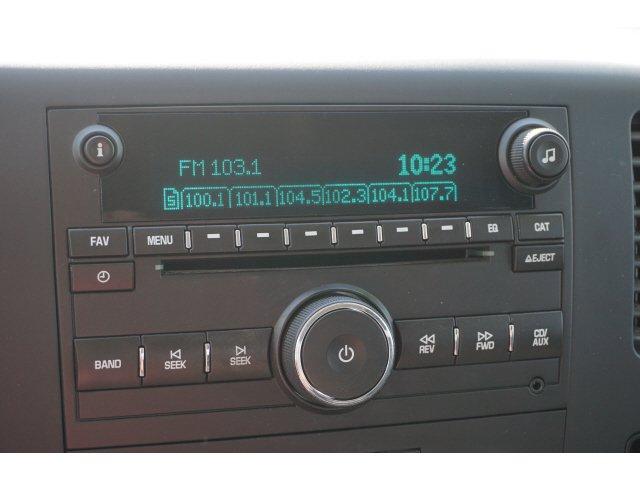 i
FM 103.1 10:23
5 100.1 101.1 104.5 102.3 104.1 107.7
FAV MENU EQ CAT
EJECT
BAND SEEK SEEK REV FWD CD/
AUX